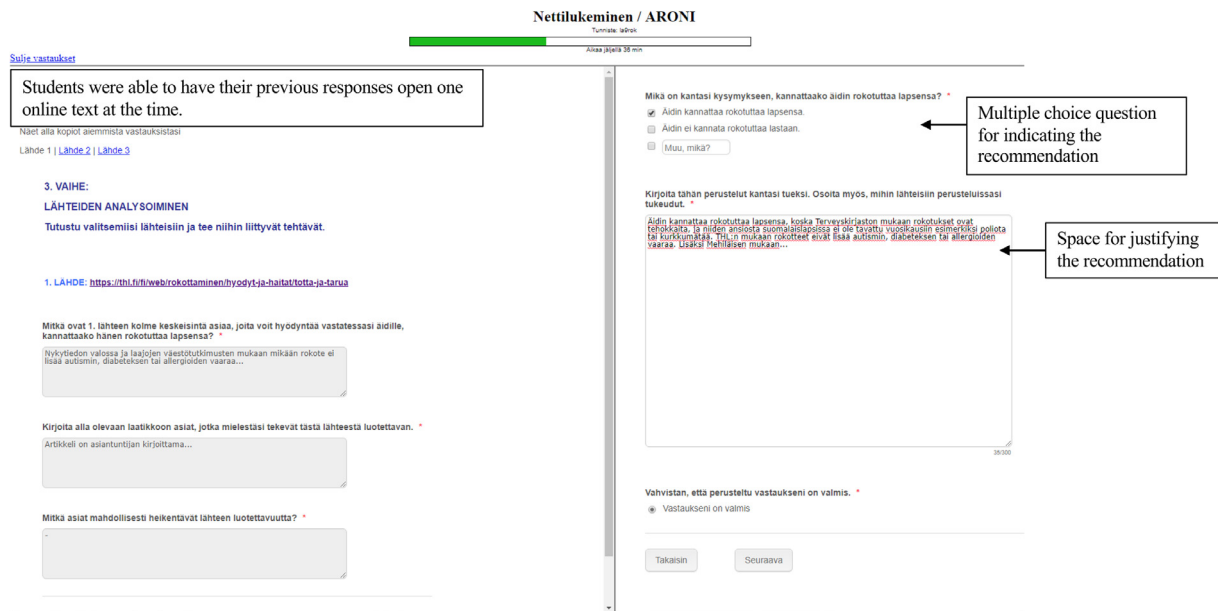 Nettilukeminen / ARONI
Tunniste: la9rok
Aikaa jäljellä 36 min
Sulje vastaukset
Students were able to have their previous responses open one
online text at the time.
Näet alla kopiot aiemmista vastauksistasi
Lähde 1 | Lähde 2 | Lähde 3
3. VAIHE:
LÄHTEIDEN ANALYSOIMINEN
Tutustu valitsemiisi lähteisiin ja tee niihin liittyvät tehtävät.
1. LÄHDE: https://thl.fi/fi/web/rokottaminen/hyodyt-ja-haitat/totta-ja-tarua
Mitkä ovat 1. lähteen kolme keskeisintä asiaa, joita voit hyödyntää vastatessasi äidille,
kannattaako hänen rokotuttaa lapsensa? *
Nykytiedon valossa ja laajojen väestötutkimusten mukaan mikään rokote ei
lisää autismin, diabeteksen tai allergioiden vaaraa...
Kirjoita alla olevaan laatikkoon asiat, jotka mielestäsi tekevät tästä lähteestä luotettavan. *
Artikkeli on asiantuntijan kirjoittama...
Mitkä asiat mahdollisesti heikentävät lähteen luotettavuutta? *
-
Mikä on kantasi kysymykseen, kannattaako äidin rokotuttaa lapsensa? *
Äidin kannattaa rokotuttaa lapsensa.
Äidin ei kannata rokotuttaa lastaan.
Muu, mikä?
Multiple choice question
for indicating the
recommendation
Kirjoita tähän perustelut kantasi tueksi. Osoita myös, mihin lähteisiin perusteluissasi
tukeudut. *
Äidin kannattaa rokotuttaa lapsensa, koska Terveyskirjaston mukaan rokotukset ovat
tehokkaita, ja niiden ansiosta suomalaislapsissa ei ole tavattu vuosikausiin esimerkiksi poliota
tai kurkkumätää. THL:n mukaan rokotteet eivät lisää autismin, diabeteksen tai allergioiden
vaaraa. Lisäksi Mehiläisen mukaan...
Space for justifying
the recommendation
35/300
Vahvistan, että perusteltu vastaukseni on valmis. *
Vastaukseni on valmis
Takaisin
Seuraava